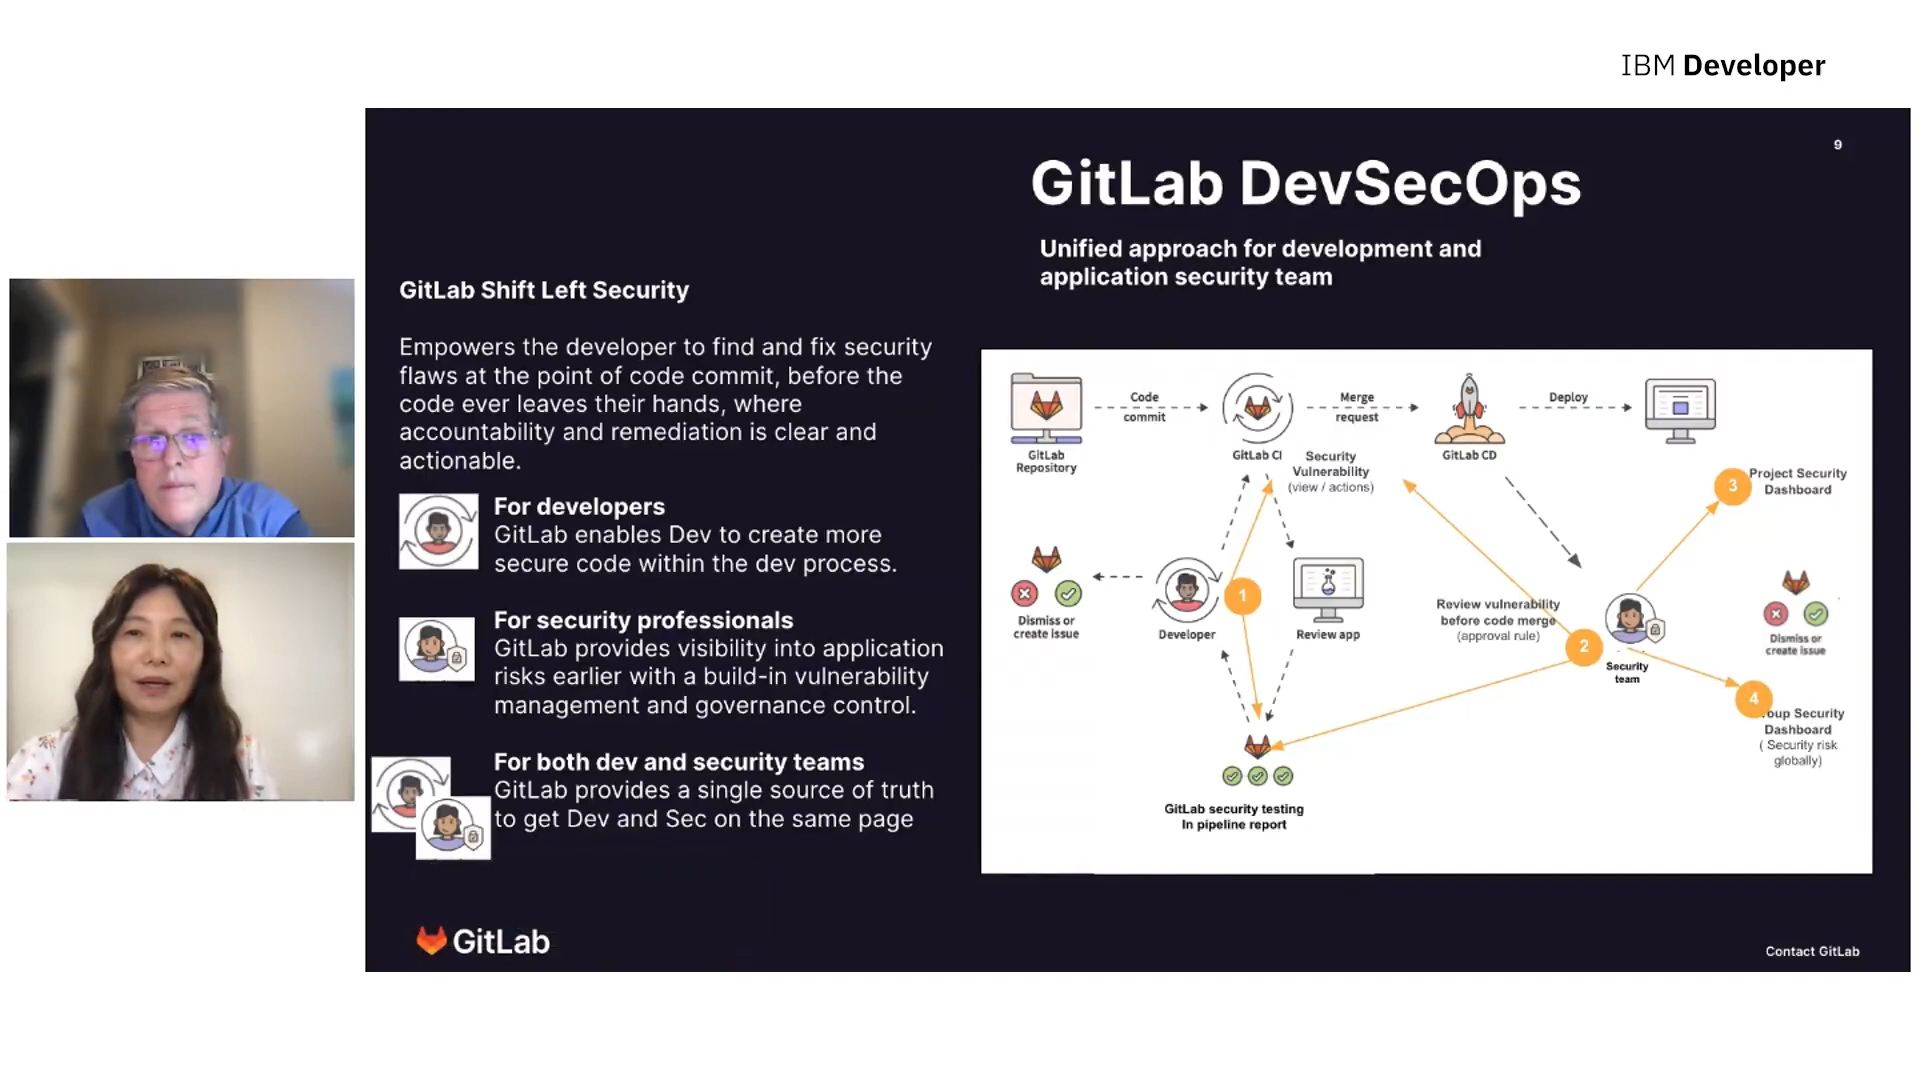 IBM Developer
9
GitLab DevSecOps
Unified approach for development and
application security team
GitLab Shift Left Security
Empowers the developer to find and fix security
flaws at the point of code commit, before the
code ever leaves their hands, where
accountability and remediation is clear and
actionable.
For developers
GitLab enables Dev to create more
secure code within the dev process.
For security professionals
GitLab provides visibility into application
risks earlier with a build-in vulnerability
management and governance control.
For both dev and security teams
GitLab provides a single source of truth
to get Dev and Sec on the same page
GitLab
Repository
Code
commit
GitLab CI
Merge
request
GitLab CD
Deploy
Security
Vulnerability
(view / actions)
3
Project Security
Dashboard
Dismiss or
create issue
Developer
1
Review app
Review vulnerability
before code merge
(approval rule)
2
Security
team
Dismiss or
create issue
4
oup Security
Dashboard
( Security risk
globally)
GitLab security testing
In pipeline report
GitLab
Contact GitLab